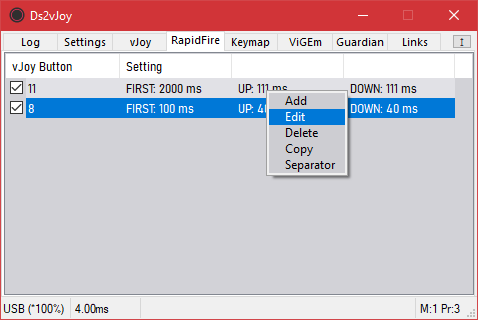 Ds2vJoy
Log Settings vJoy RapidFire Keymap ViGEm Guardian Links
vJoy Button Setting
11 FIRST: 2000 ms UP: 111 ms DOWN: 111 ms
8 FIRST: 100 ms UP: DOWN: 40 ms
Add
Edit
Delete
Copy
Separator
USB (*100%) 4.00ms M:1 Pr:3